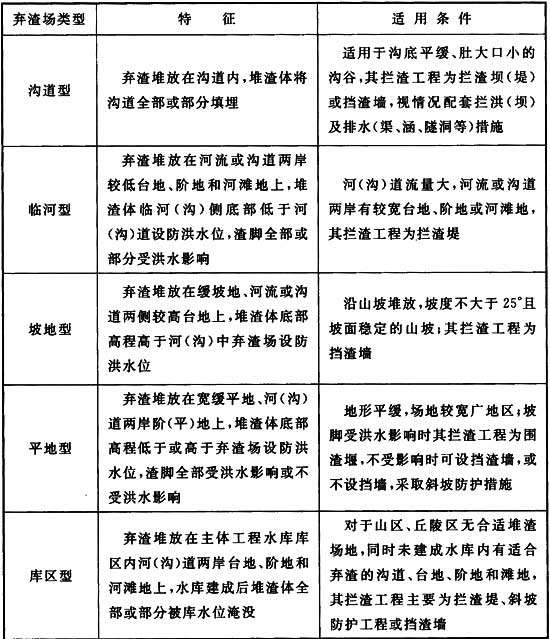 弃渣场类型 特 征 适用条件
沟道型
弃渣堆放在沟道内,堆渣体将
沟道全部或部分填埋
适用于沟底平缓、肚大口小的
沟谷,其拦渣工程为拦渣坝(堤)
或挡渣墙,视情况配套拦洪(坝)
及排水(渠、涵、隧洞等)措施
临河型
弃渣堆放在河流或沟道两岸
较低台地、阶地和河滩地上,堆
渣体临河(沟)侧底部低于河
(沟)道设防洪水位,渣脚全部或
部分受洪水影响
河(沟)道流量大,河流或沟道
两岸有较宽台地、阶地或河滩地,
其拦渣工程为拦渣堤
坡地型
弃渣堆放在缓坡地、河流或沟
道两侧较高台地上,堆渣体底部
高程高于河(沟)中弃渣场设防
洪水位
沿山坡堆放,坡度不大于25°且
坡面稳定的山坡;其拦渣工程为
挡渣墙
平地型
弃渣堆放在宽缓平地、河(沟)
道两岸阶(平)地上,堆渣体底部
高程低于或高于弃渣场设防洪
水位,渣脚全部受洪水影响或不
受洪水影响
地形平缓,场地较宽广地区;坡
脚受洪水影响时其拦渣工程为围
渣堰,不受影响时可设挡渣墙,或
不设挡墙,采取斜坡防护措施
库区型
弃渣堆放在主体工程水库库
区内河(沟)道两岸台地、阶地和
河滩地上,水库建成后堆渣体全
部或部分被库水位淹没
对于山区、丘陵区无合适堆渣
场地,同时未建成水库内有适合
弃渣的沟道、台地、阶地和滩地,
其拦渣工程主要为拦渣堤、斜坡
防护工程或挡渣墙